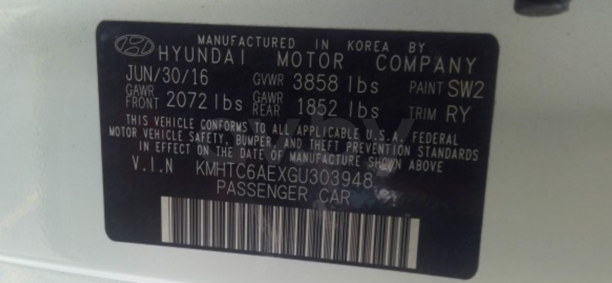 MANUFACTURED IN KOREA BY
HYUNDAI MOTOR COMPANY
JUN/30/16 GVWR 3858 lbs PAINT SW2
GAWR FRONT 2072 lbs GAWR REAR 1852 lbs TRIM RY
THIS VEHICLE CONFORMS TO ALL APPLICABLE U.S.A. FEDERAL
MOTOR VEHICLE SAFETY, BUMPER, AND THEFT PREVENTION STANDARDS
IN EFFECT ON THE DATE OF MANUFACTURE SHOWN ABOVE
V.I.N KMHTC6AEXGU303948
PASSENGER CAR